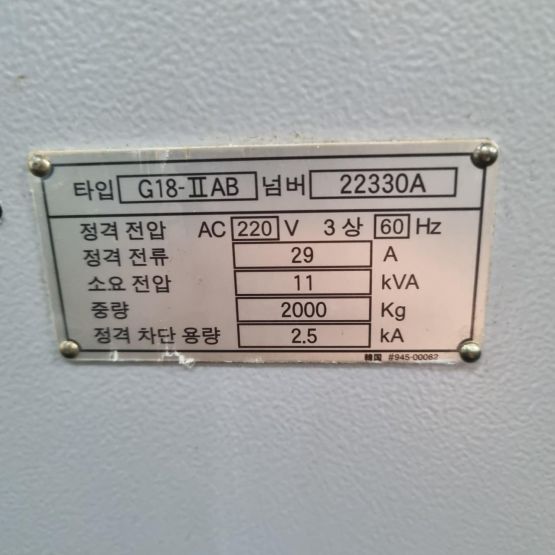 타입 G18-ⅡAB 넘버 22330A
정격 전압 AC 220 V 3 상 60 Hz
정격 전류 29 A
소요 전압 11 kVA
중량 2000 Kg
정격 차단 용량 2.5 kA
韓国 #945-00062